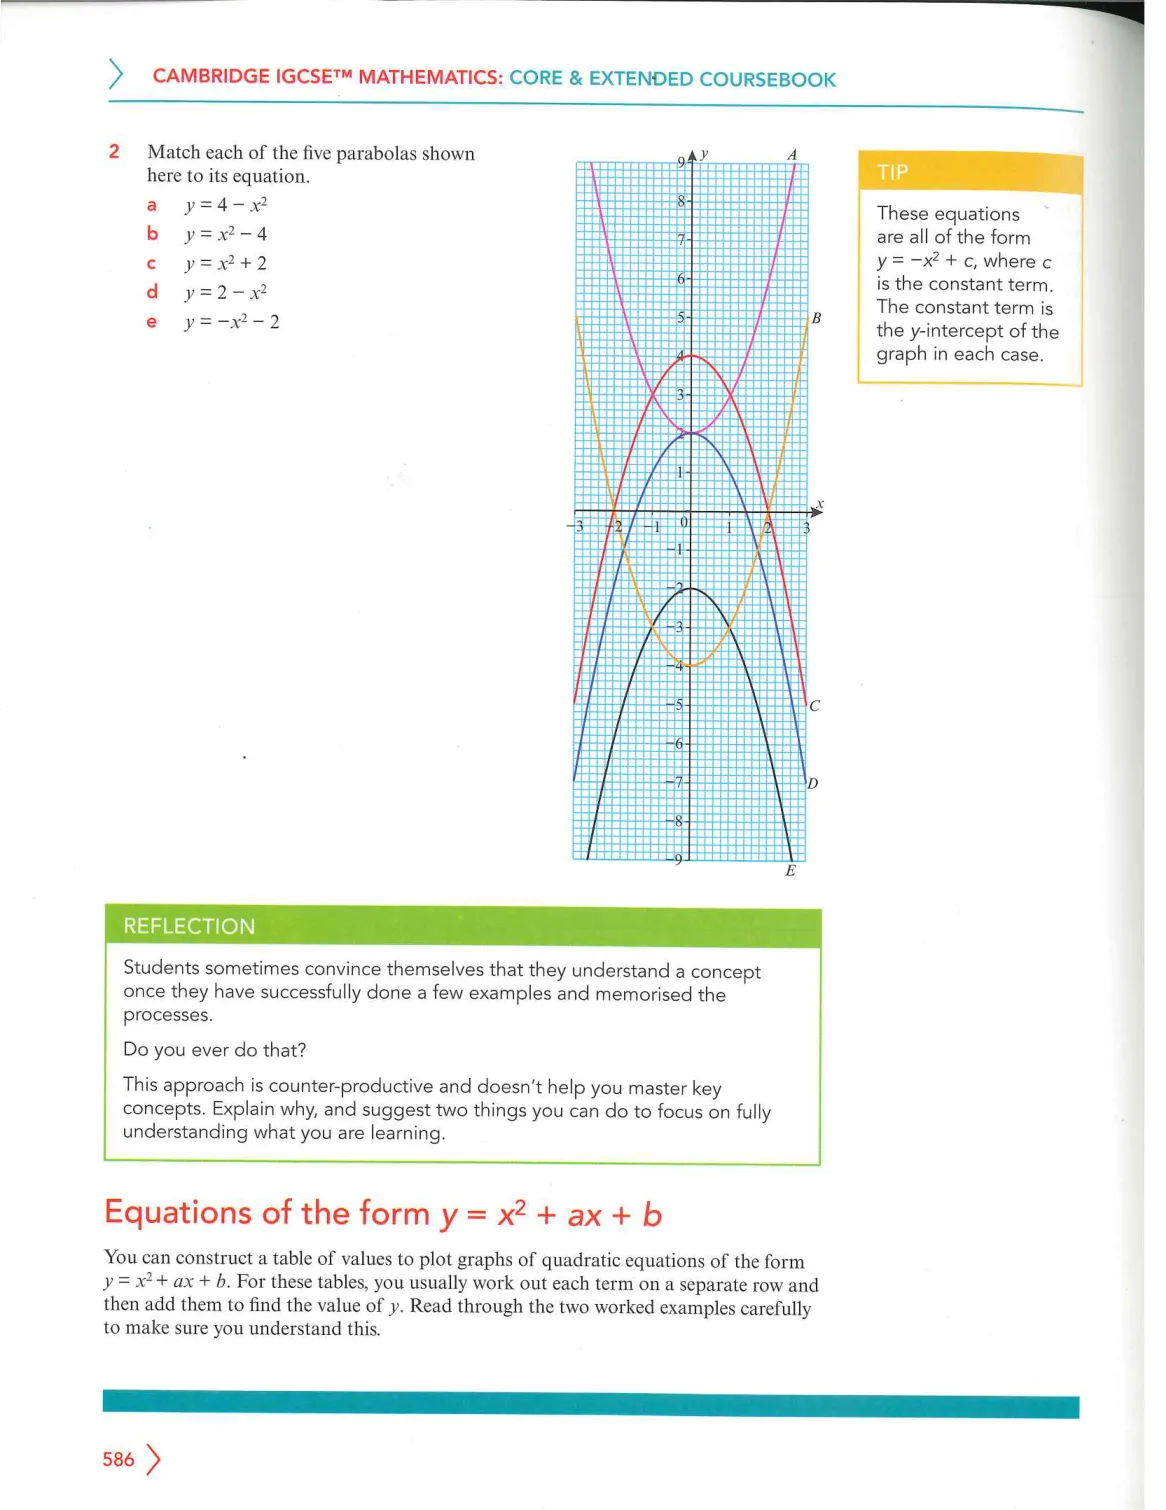 CAMBRIDGE IGCSE™ MATHEMATICS: CORE & EXTENDED COURSEBOOK
2 Match each of the five parabolas shown
here to its equation.
a y = 4 − x²
b y = x² − 4
c y = x² + 2
d y = 2 − x²
e y = −x² − 2
y
A
9
8
7
6
5
B
4
3
2
1
x
−3 −2 −1 0 1 2 3
−1
−2
−3
−4
−5
C
−6
−7
D
−8
−9
E
TIP
These equations
are all of the form
y = −x² + c, where c
is the constant term.
The constant term is
the y-intercept of the
graph in each case.
REFLECTION
Students sometimes convince themselves that they understand a concept
once they have successfully done a few examples and memorised the
processes.
Do you ever do that?
This approach is counter-productive and doesn't help you master key
concepts. Explain why, and suggest two things you can do to focus on fully
understanding what you are learning.
Equations of the form y = x² + ax + b
You can construct a table of values to plot graphs of quadratic equations of the form
y = x² + ax + b. For these tables, you usually work out each term on a separate row and
then add them to find the value of y. Read through the two worked examples carefully
to make sure you understand this.
586